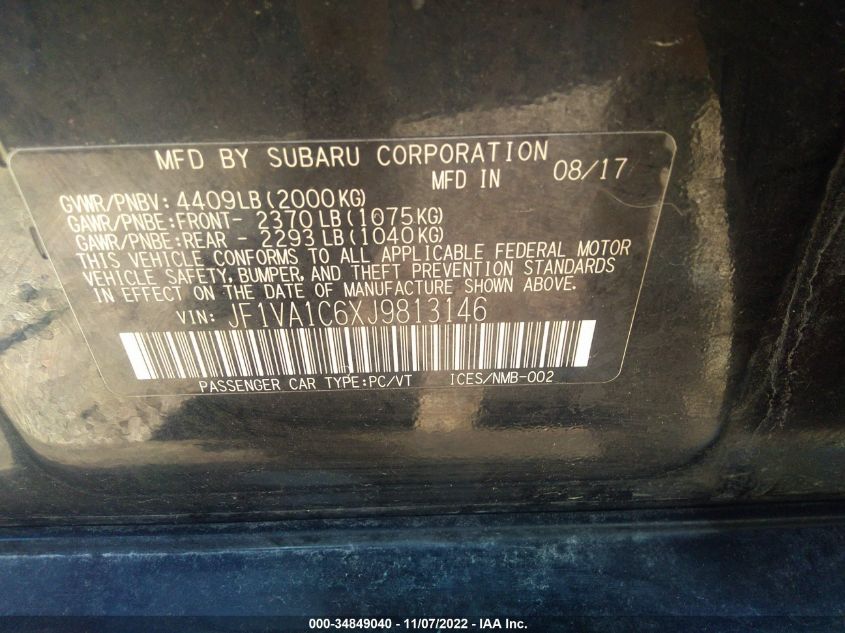 MFD BY SUBARU CORPORATION
MFD IN 08/17
GVWR/PNBV: 4409LB(2000KG)
GAWR/PNBE:FRONT- 2370LB(1075KG)
GAWR/PNBE:REAR - 2293LB(1040KG)
THIS VEHICLE CONFORMS TO ALL APPLICABLE FEDERAL MOTOR
VEHICLE SAFETY, BUMPER, AND THEFT PREVENTION STANDARDS
IN EFFECT ON THE DATE OF MANUFACTURE SHOWN ABOVE.
VIN: JF1VA1C6XJ9813146
PASSENGER CAR TYPE:PC/VT ICES/NMB-002
000-34849040 - 11/07/2022 - IAA Inc.